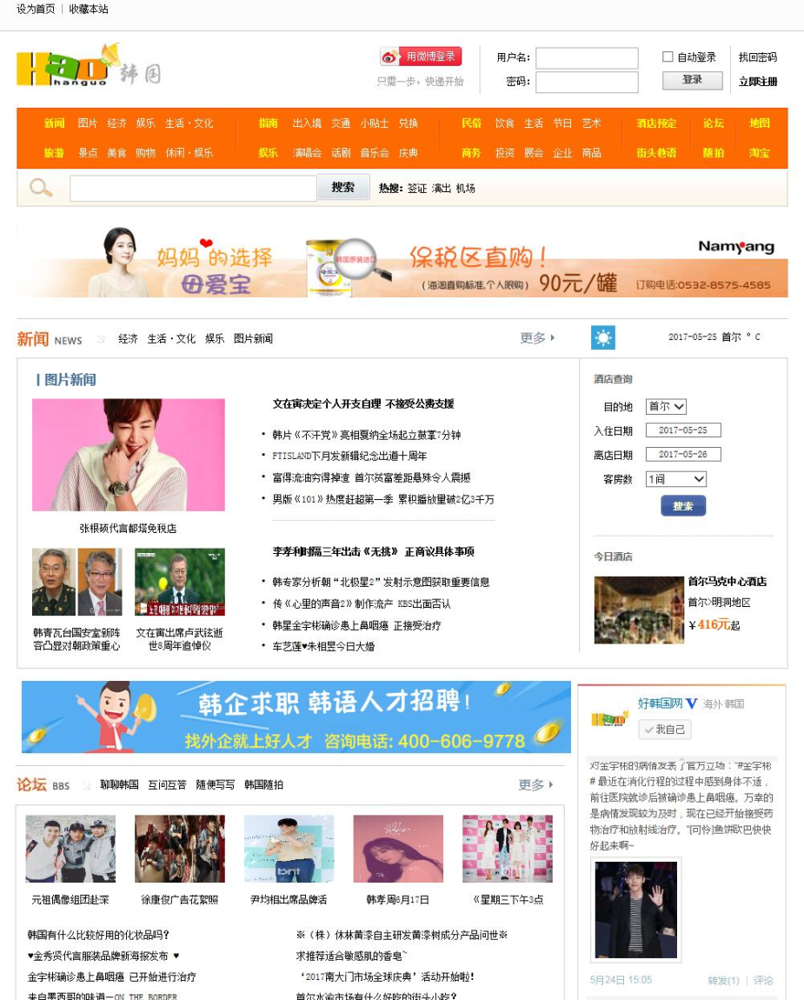 设为首页 | 收藏本站
Hao hanguo 韩国
用微博登录
只需一步，快速开始
用户名：
自动登录
找回密码
密码：
登录
立即注册
新闻 图片 经济 娱乐 生活·文化 指南 出入境 交通 小贴士 兑换 民俗 饮食 生活 节日 艺术 酒店预定 论坛 地图
旅游 景点 美食 购物 休闲·娱乐 娱乐 演唱会 话剧 音乐会 庆典 商务 投资 展会 企业 商品 街头巷语 随拍 淘宝
搜索 热搜：签证 演出 机场
妈妈的选择
母爱宝
韩国原装进口
保税区直购！
(海淘直购标准,个人限购) 90元/罐
Namyang
订购电话:0532-8575-4585
新闻 NEWS 经济 生活·文化 娱乐 图片新闻 更多
2017-05-25 首尔 ° C
图片新闻
张根硕代言都塔免税店
韩青瓦台国安室新阵
容凸显对朝政策重心
文在寅出席卢武铉逝
世8周年追悼仪
文在寅决定个人开支自理 不接受公费支援
• 韩片《不汗党》亮相戛纳全场起立鼓掌7分钟
• FTISLAND下月发新辑纪念出道十周年
• 富得流油穷得掉渣 首尔贫富差距悬殊令人震撼
• 男版《101》热度赶超第一季 累积播放量破2亿3千万
李孝利时隔三年出击《无挑》 正商议具体事项
• 韩专家分析朝“北极星2”发射示意图获取重要信息
• 传《心里的声音2》制作流产 KBS出面否认
• 韩星金宇彬确诊患上鼻咽癌 正接受治疗
• 车艺莲♥朱相昱今日大婚
酒店查询
目的地 首尔
入住日期 2017-05-25
离店日期 2017-05-26
客房数 1间
搜索
今日酒店
首尔马克中心酒店
首尔>明洞地区
￥416元起
韩企求职 韩语人才招聘!
找外企就上好人才 咨询电话: 400-606-9778
论坛 BBS 聊聊韩国 互问互答 随便写写 韩国随拍 更多
元祖偶像组团赴深
徐康俊广告花絮照
尹均相出席品牌活
韩孝周6月17日
《星期三下午3点
bnt
bnt
韩国有什么比较好用的化妆品吗？
♥金秀贤代言服装品牌新海报发布 ♥
金宇彬确诊患上鼻咽癌 已开始进行治疗
来自墨西哥的味道—ON THE BORDER
※（株）休林黄漆自主研发黄漆树成分产品问世※
求推荐适合敏感肌的香皂~
‘2017南大门市场全球庆典’活动开始啦！
首尔水谕市场有什么好吃的街头小吃？
好韩国网 V 海外 韩国
我自己
对金宇彬的病情发表了官方立场：“#金宇彬
# 最近在消化行程的过程中感到身体不适，
前往医院就诊后被确诊患上鼻咽癌。万幸的
是病情发现较为及时，现在已经开始接受药
物治疗和放射线治疗。”[可怜]鱼饼欧巴快快
好起来啊~
5月24日 15:05 转发(1) | 评论